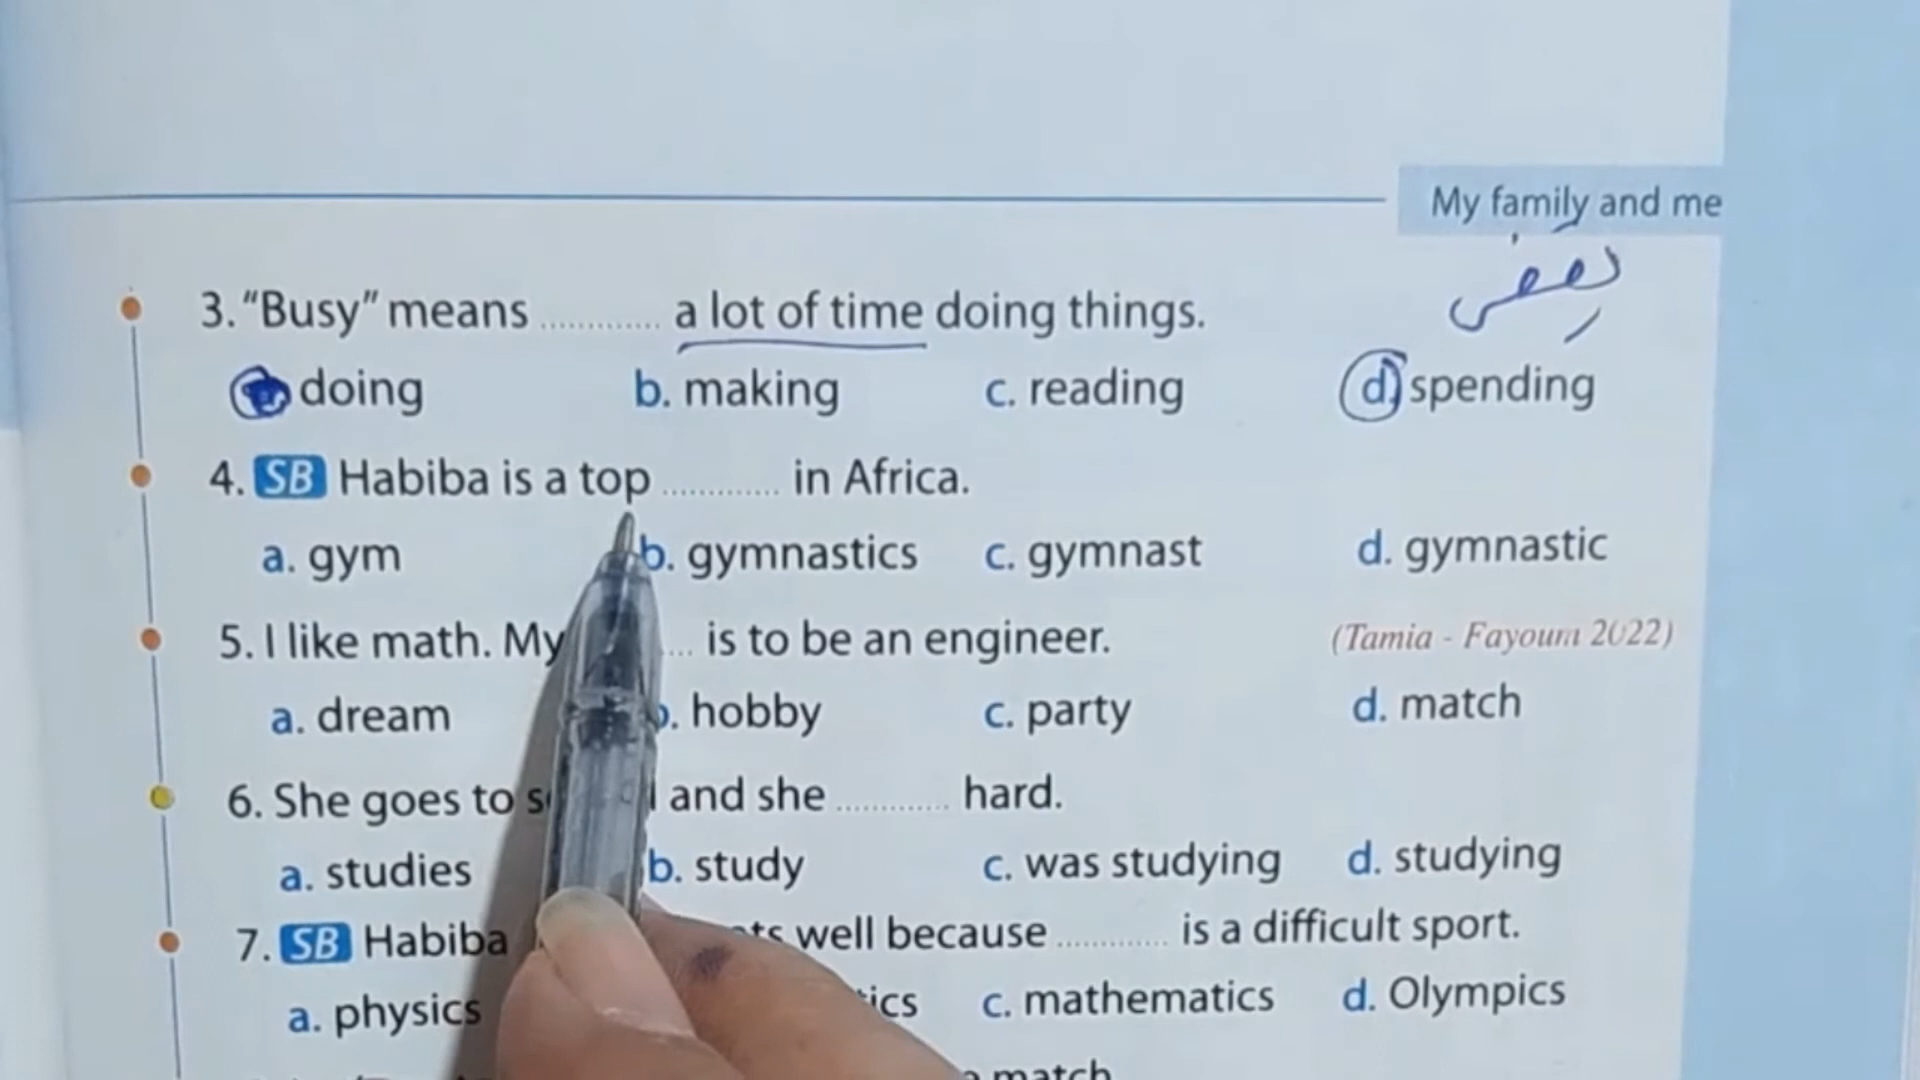 My family and me
3. "Busy" means ............ a lot of time doing things.
doing b. making c. reading d. spending
4. SB Habiba is a top ............ in Africa.
a. gym b. gymnastics c. gymnast d. gymnastic
5. I like math. My .... is to be an engineer.
(Tamia - Fayoum 2022)
a. dream b. hobby c. party d. match
6. She goes to and she ............ hard.
a. studies b. study c. was studying d. studying
7. SB Habiba well because ............ is a difficult sport.
a. physics c. mathematics d. Olympics
match